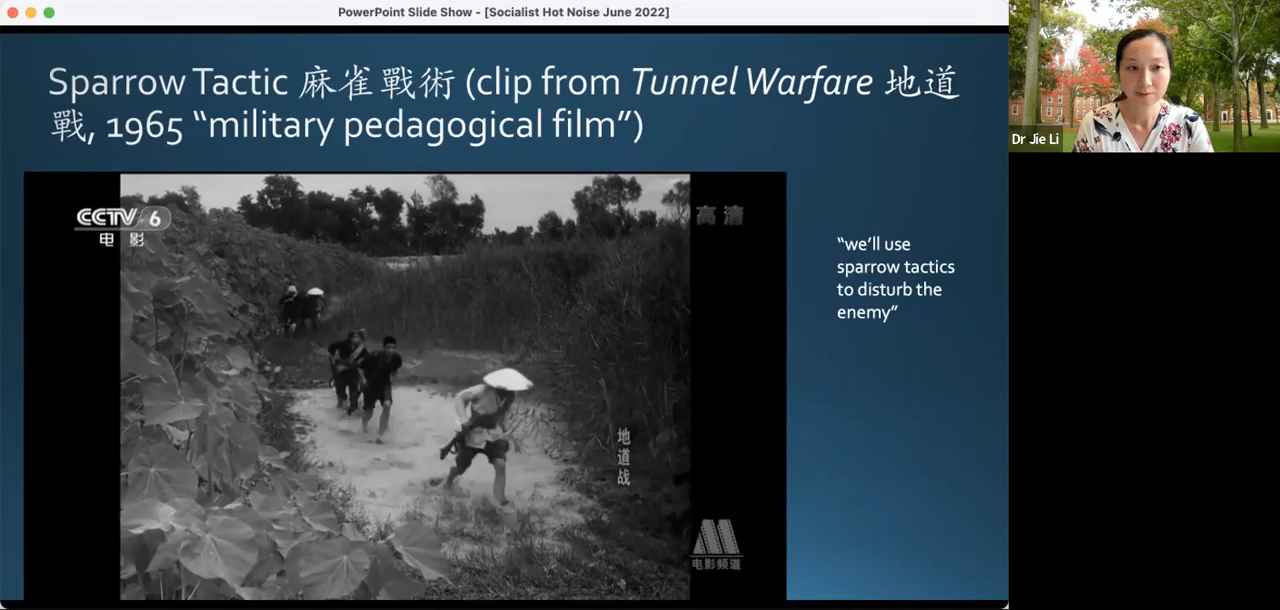 PowerPoint Slide Show - [Socialist Hot Noise June 2022]
Sparrow Tactic 麻雀戰術 (clip from Tunnel Warfare 地道
戰, 1965 “military pedagogical film”)
CCTV 6
电影
高清
“we’ll use
sparrow tactics
to disturb the
enemy”
地道战
电影频道
Dr Jie Li